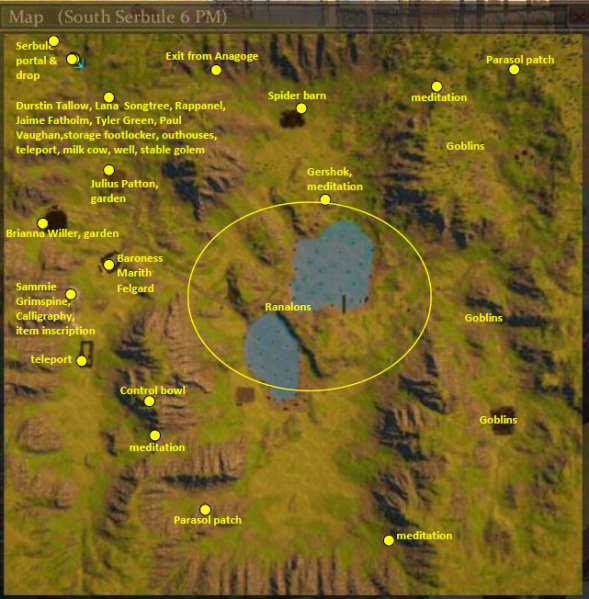 Map (South Serbule 6 PM)
Serbule
portal &
drop
Exit from Anagoge
Parasol patch
Spider barn
meditation
Durstin Tallow, Lana Songtree, Rappanel,
Jaime Fatholm, Tyler Green, Paul
Vaughan,storage footlocker, outhouses,
teleport, milk cow, well, stable golem
Goblins
Gershok,
meditation
Julius Patton,
garden
Brianna Willer, garden
Baroness
Marith
Felgard
Sammie
Grimspine,
Calligraphy,
item inscription
Ranalons
Goblins
teleport
Control bowl
Goblins
meditation
Parasol patch
meditation